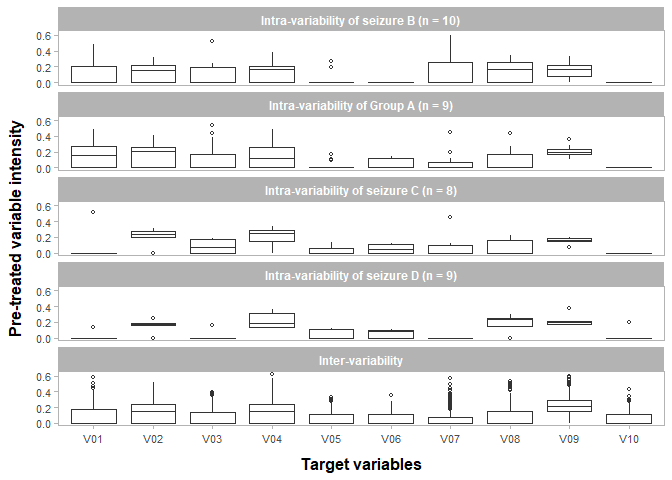 Intra-variability of seizure B (n = 10)
0.6
0.4
0.2
0.0
Intra-variability of Group A (n = 9)
0.6
0.4
0.2
0.0
Intra-variability of seizure C (n = 8)
0.6
0.4
0.2
0.0
Intra-variability of seizure D (n = 9)
0.6
0.4
0.2
0.0
Inter-variability
0.6
0.4
0.2
0.0
V01 V02 V03 V04 V05 V06 V07 V08 V09 V10
Target variables
Pre-treated variable intensity